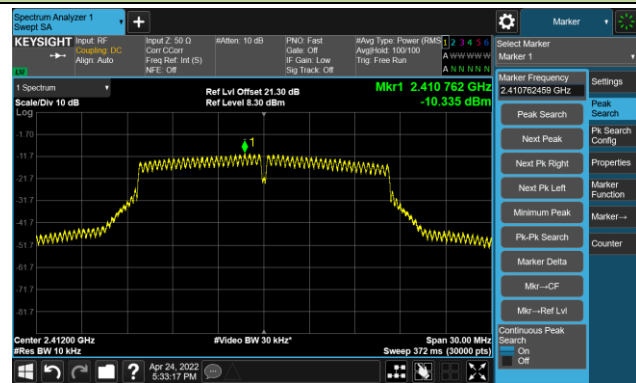 Spectrum Analyzer 1
Swept SA
Marker
KEYSIGHT
Input: RF
Coupling: DC
Align: Auto
Input Z: 50 Ω
Corr CCorr
Freq Ref: Int (S)
NFE: Off
#Atten: 10 dB
PNO: Fast
Gate: Off
IF Gain: Low
Sig Track: Off
#Avg Type: Power (RMS
Avg|Hold: 100/100
Trig: Free Run
1 2 3 4 5 6
A W W W W W
A N N N N N
Select Marker
Marker 1
1 Spectrum
Scale/Div 10 dB
Log
Ref Lvl Offset 21.30 dB
Ref Level 8.30 dBm
Mkr1 2.410 762 GHz
-10.335 dBm
1
-1.70
-11.7
-21.7
-31.7
-41.7
-51.7
-61.7
-71.7
-81.7
Center 2.41200 GHz
#Res BW 10 kHz
#Video BW 30 kHz*
Span 30.00 MHz
Sweep 372 ms (30000 pts)
Marker Frequency
2.410762459 GHz
Peak Search
Next Peak
Next Pk Right
Next Pk Left
Minimum Peak
Pk-Pk Search
Marker Delta
Mkr→CF
Mkr→Ref Lvl
Continuous Peak
Search
On
Off
Settings
Peak
Search
Pk Search
Config
Properties
Marker
Function
Marker→
Counter
Apr 24, 2022
5:33:17 PM